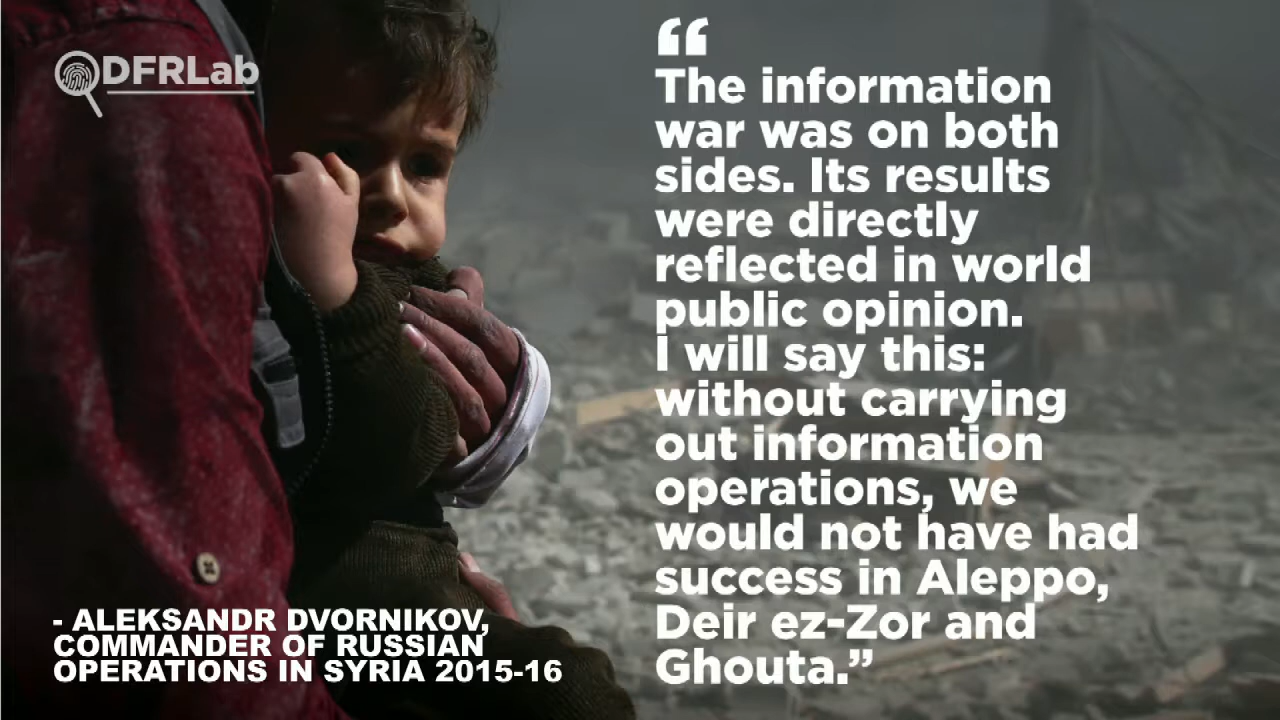 DFRLab
“
The information
war was on both
sides. Its results
were directly
reflected in world
public opinion.
I will say this:
without carrying
out information
operations, we
would not have had
success in Aleppo,
Deir ez-Zor and
Ghouta.”
- ALEKSANDR DVORNIKOV,
COMMANDER OF RUSSIAN
OPERATIONS IN SYRIA 2015-16